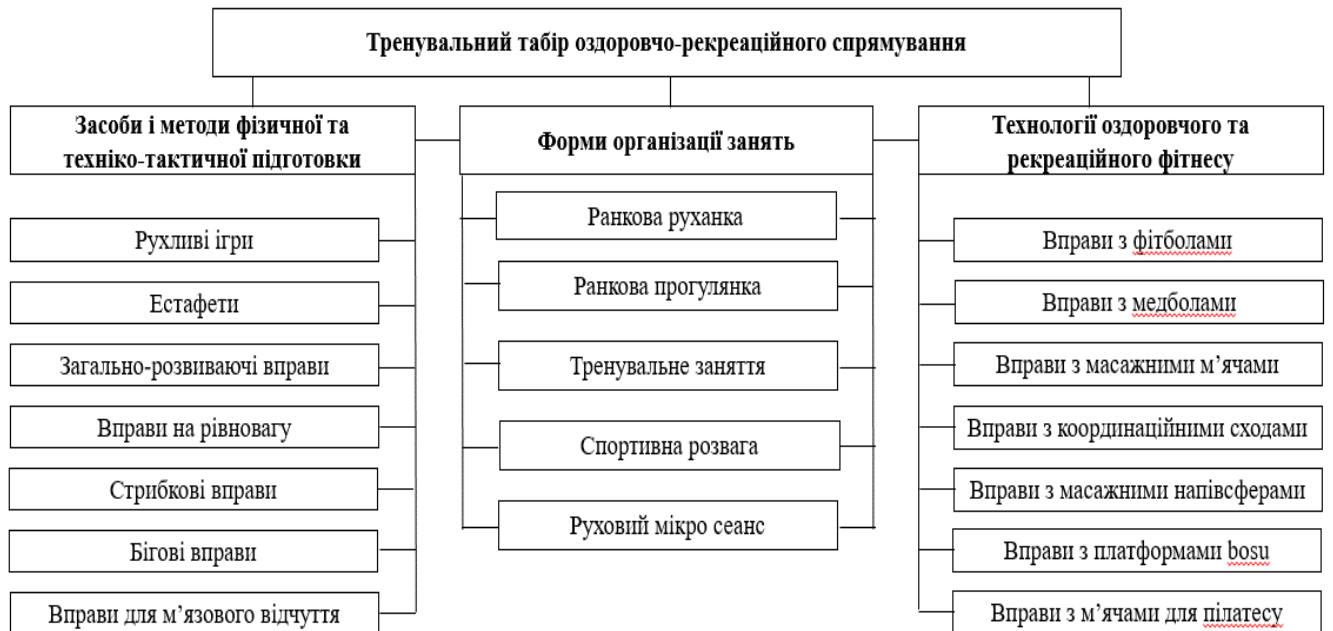 Тренувальний табір оздоровчо-рекреаційного спрямування
Засоби і методи фізичної та
техніко-тактичної підготовки
Рухливі ігри
Естафети
Загально-розвиваючі вправи
Вправи на рівновагу
Стрибкові вправи
Бігові вправи
Вправи для м’язового відчуття
Форми організації занять
Ранкова руханка
Ранкова прогулянка
Тренувальне заняття
Спортивна розвага
Руховий мікро сеанс
Технології оздоровчого та
рекреаційного фітнесу
Вправи з фітболами
Вправи з медболами
Вправи з масажними м’ячами
Вправи з координаційними сходами
Вправи з масажними напівсферами
Вправи з платформами bosu
Вправи з м’ячами для пілатесу